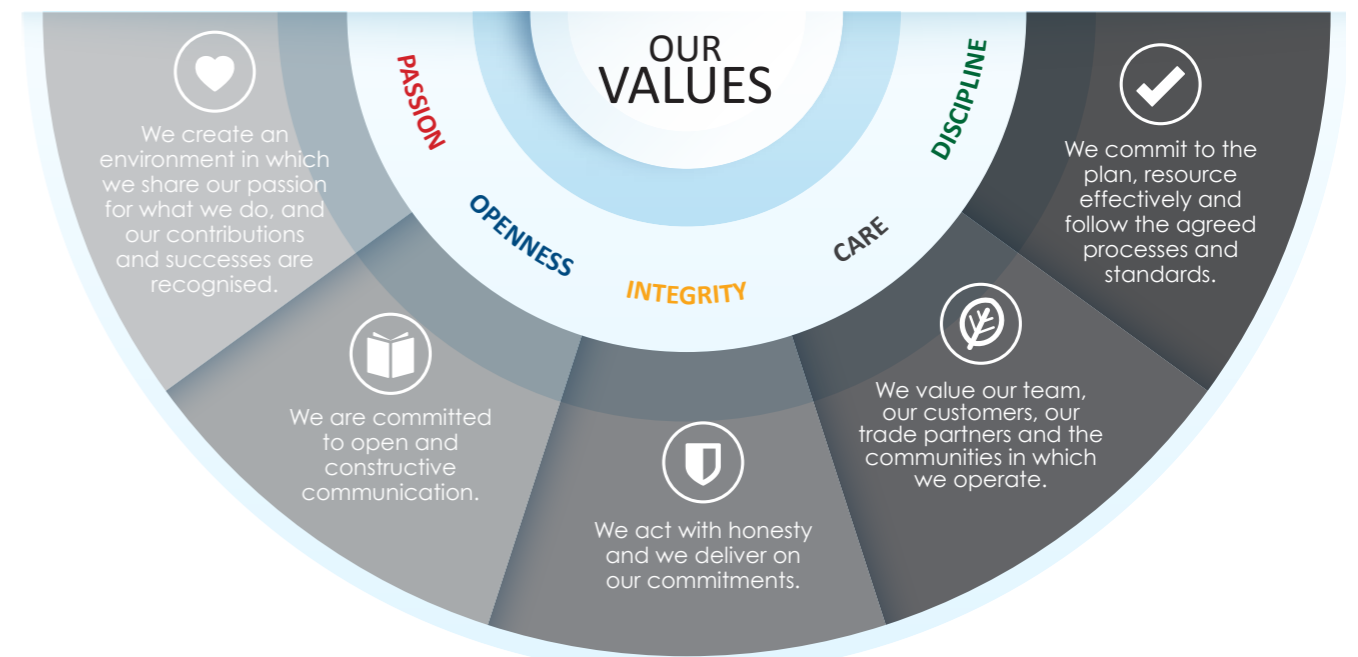 OUR
VALUES
PASSION
We create an
environment in which
we share our passion
for what we do, and
our contributions
and successes are
recognised.
OPENNESS
We are committed
to open and
constructive
communication.
INTEGRITY
We act with honesty
and we deliver on
our commitments.
CARE
We value our team,
our customers, our
trade partners and the
communities in which
we operate.
DISCIPLINE
We commit to the
plan, resource
effectively and
follow the agreed
processes and
standards.